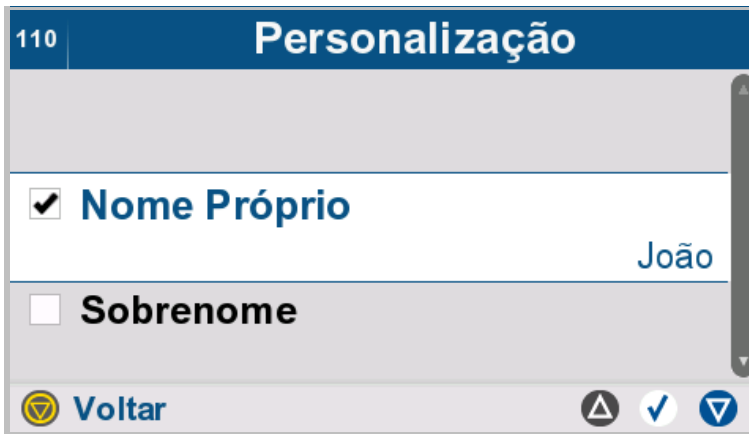 110
Personalização
Nome Próprio
João
Sobrenome
Voltar